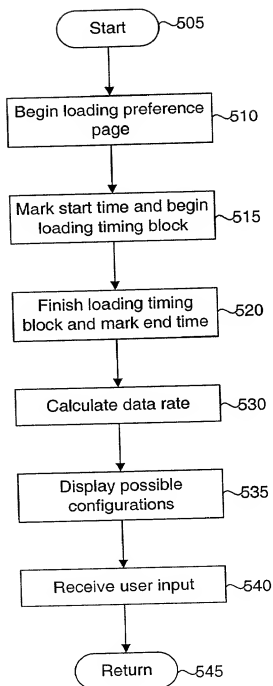 Start
505
Begin loading preference
page
510
Mark start time and begin
loading timing block
515
Finish loading timing
block and mark end time
520
Calculate data rate
530
Display possible
configurations
535
Receive user input
540
Return
545